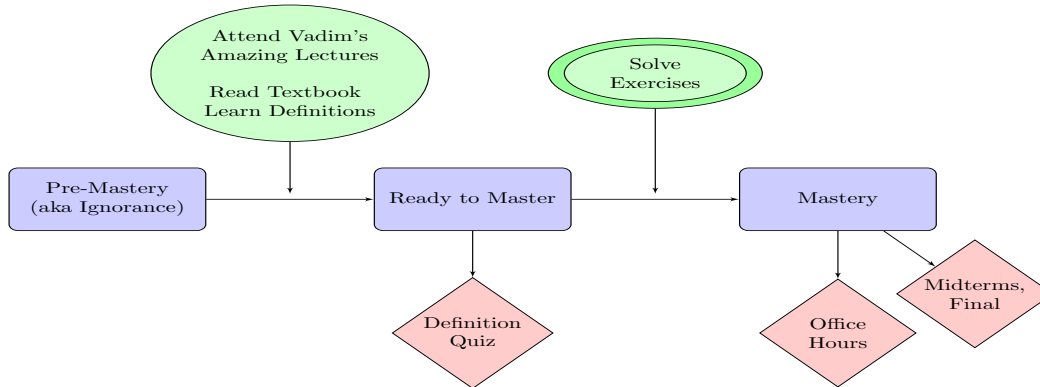 Attend Vadim's
Amazing Lectures
Read Textbook
Learn Definitions
Solve
Exercises
Pre-Mastery
(aka Ignorance)
Ready to Master
Mastery
Definition
Quiz
Office
Hours
Midterms,
Final